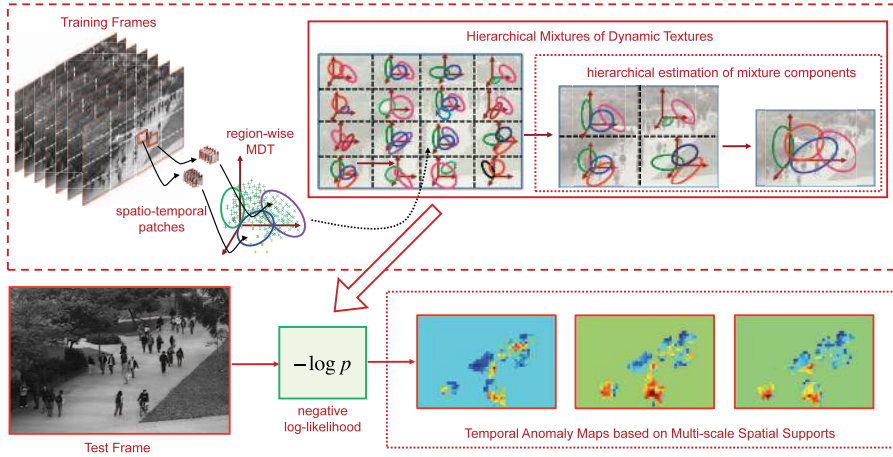 Training Frames
Hierarchical Mixtures of Dynamic Textures
hierarchical estimation of mixture components
region-wise
MDT
spatio-temporal
patches
− log p
negative
log-likelihood
Test Frame
Temporal Anomaly Maps based on Multi-scale Spatial Supports